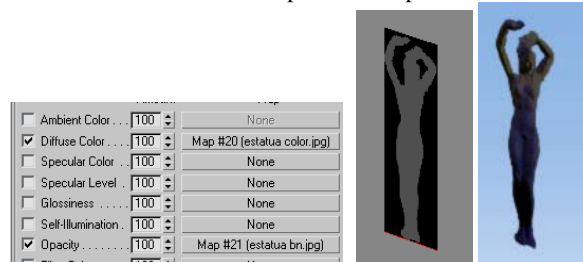 Ambient Color . . . 100 None
Diffuse Color . . . . 100 Map #20 (estatua color.jpg)
Specular Color . . 100 None
Specular Level . 100 None
Glossiness . . . . . 100 None
Self-Illumination . 100 None
Opacity . . . . . . . . 100 Map #21 (estatua bn.jpg)